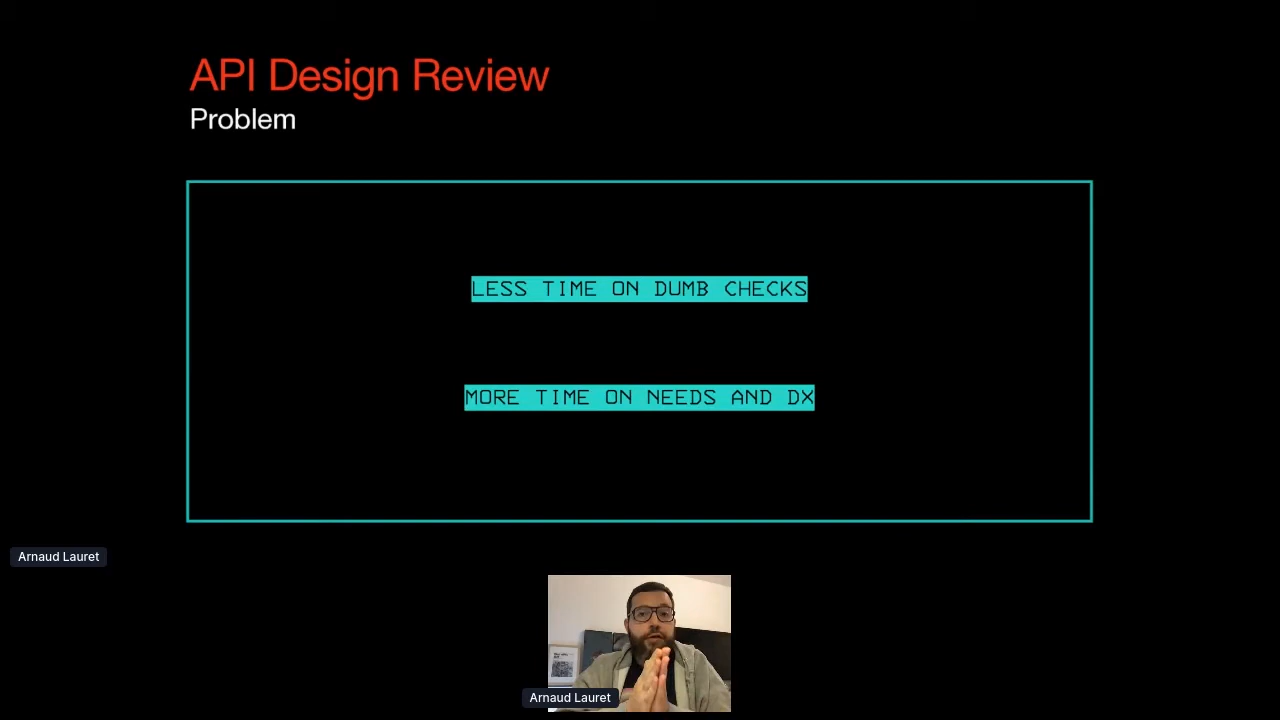 API Design Review
Problem
LESS TIME ON DUMB CHECKS
MORE TIME ON NEEDS AND DX
Arnaud Lauret
Arnaud Lauret